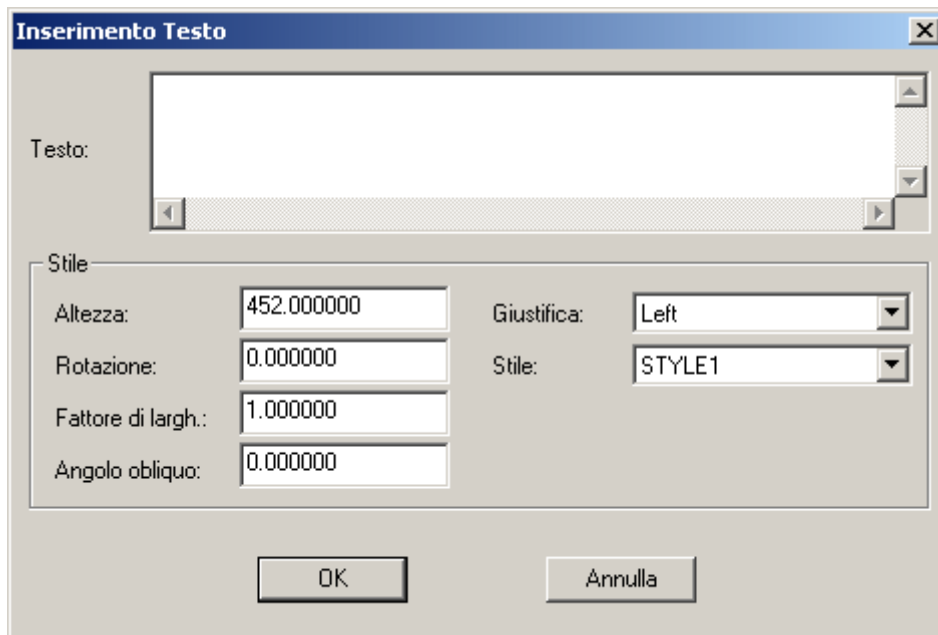 Inserimento Testo
Testo:
Stile
Altezza: 452.000000 Giustifica: Left
Rotazione: 0.000000 Stile: STYLE1
Fattore di largh.: 1.000000
Angolo obliquo: 0.000000
OK Annulla